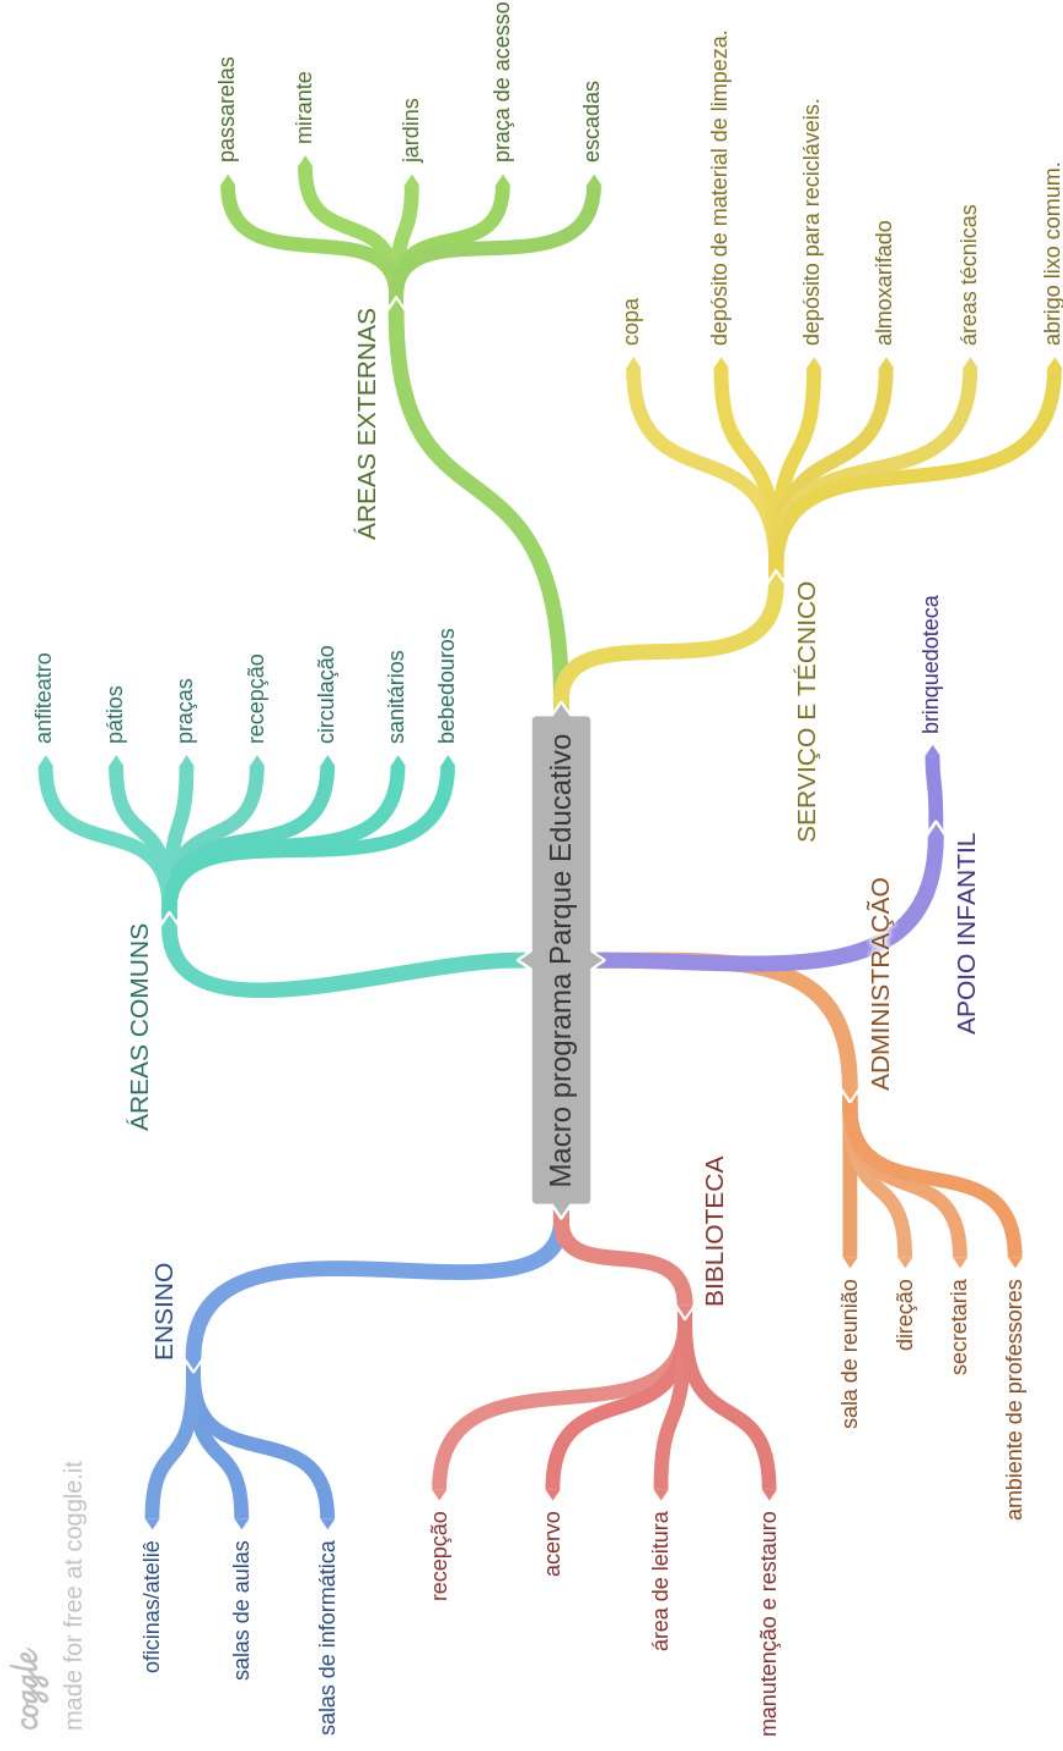 coggle
made for free at coggle.it
ENSINO
oficinas/ateliê
salas de aulas
salas de informática
ÁREAS COMUNS
anfiteatro
pátios
praças
recepção
circulação
sanitários
bebedouros
ÁREAS EXTERNAS
passarelas
mirante
jardins
praça de acesso
escadas
Macro programa Parque Educativo
BIBLIOTECA
recepção
acervo
área de leitura
manutenção e restauro
ADMINISTRAÇÃO
sala de reunião
direção
secretaria
ambiente de professores
APOIO INFANTIL
brinquedoteca
SERVIÇO E TÉCNICO
copa
depósito de material de limpeza.
depósito para recicláveis.
almoxarifado
áreas técnicas
abrigo lixo comum.